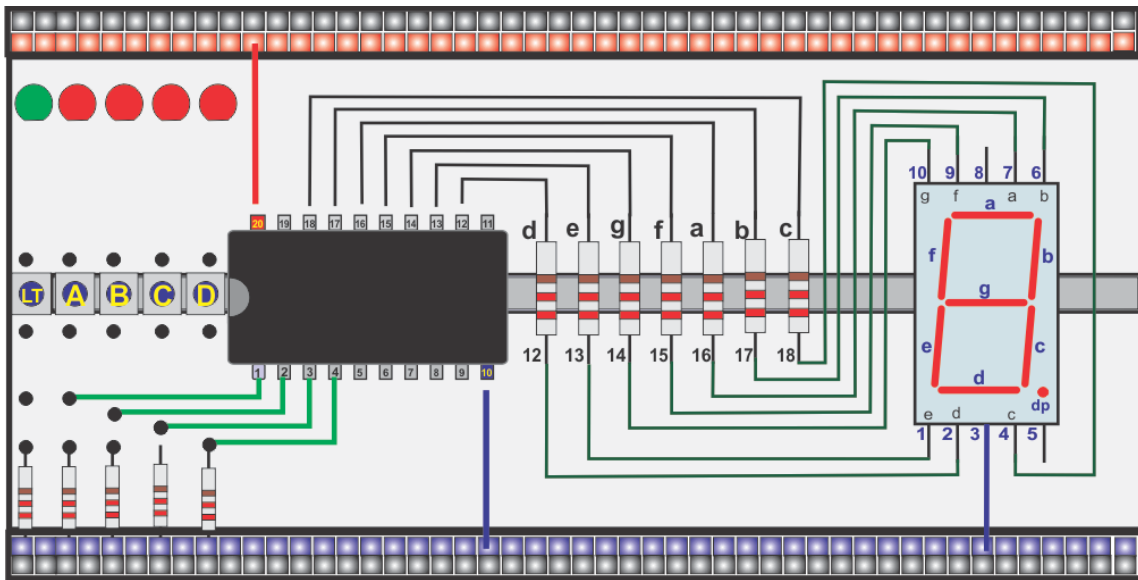 10 9 8 7 6
g f a b
20 19 18 17 16 15 14 13 12 11
d e g f a b c
a
f b
g
e c
d
dp
LT A B C D
12 13 14 15 16 17 18
1 2 3 4 5 6 7 8 9 10
e d c
1 2 3 4 5